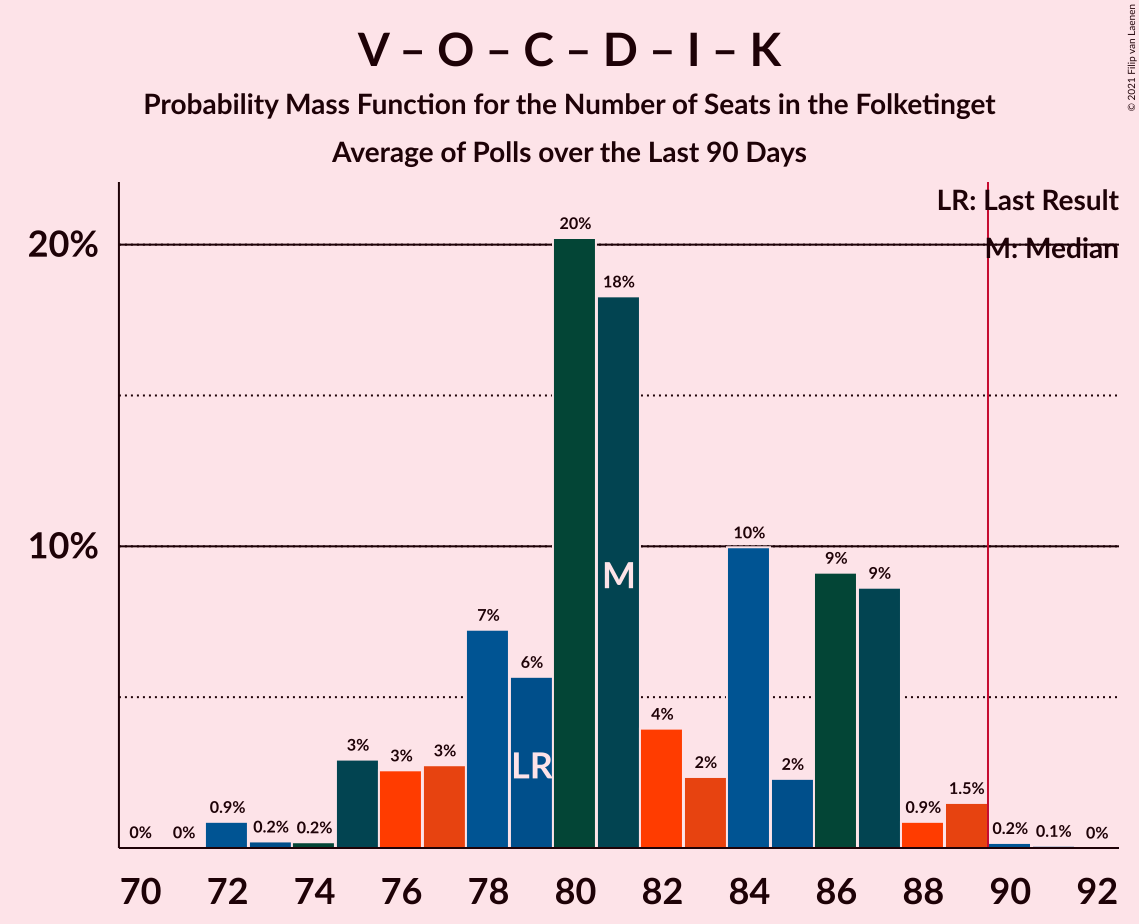 V – O – C – D – I – K
Probability Mass Function for the Number of Seats in the Folketinget
Average of Polls over the Last 90 Days
© 2021 Filip van Laenen
LR: Last Result
M: Median
20%
10%
0%
0%
0.9%
0.2%
0.2%
3%
3%
3%
7%
6%
20%
18%
4%
2%
10%
2%
9%
9%
0.9%
1.5%
0.2%
0.1%
0%
LR
M
70 72 74 76 78 80 82 84 86 88 90 92